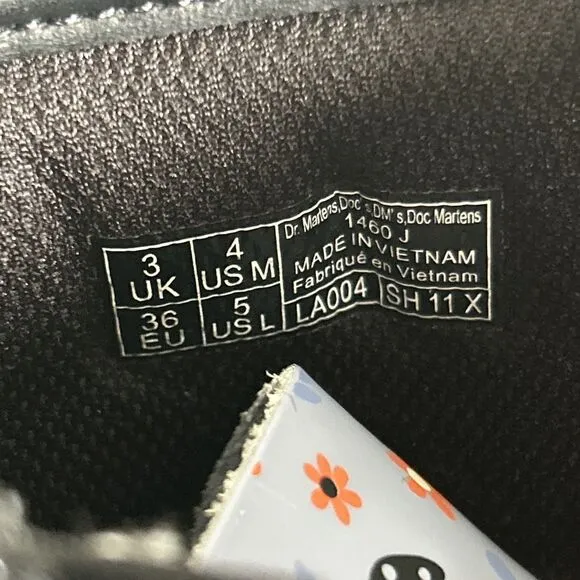 3 UK
4 US M
36 EU
5 US L
Dr. Martens,Doc's,DM's,Doc Martens
1460 J
MADE IN VIETNAM
Fabriqué en Vietnam
LA004
SH 11 X